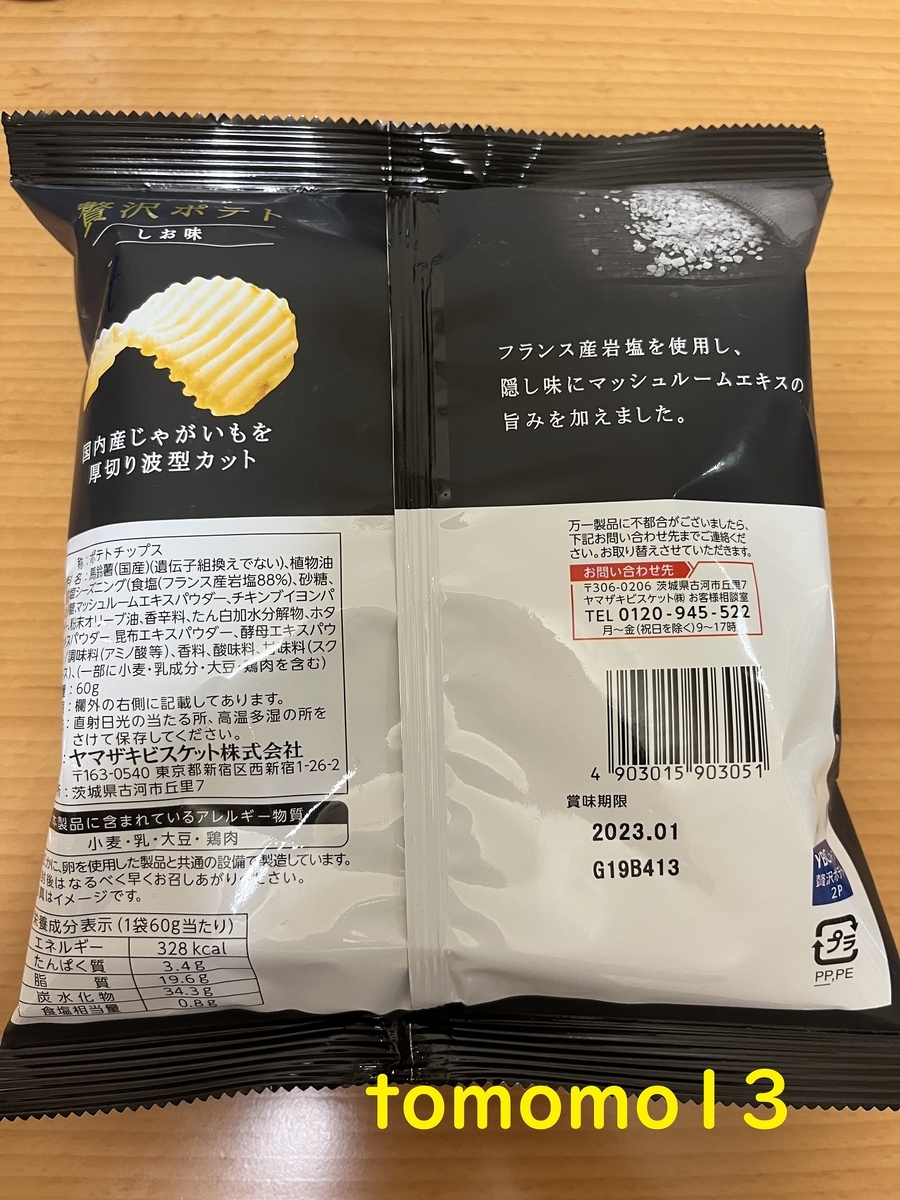 贅沢ポテト
しお味
国内産じゃがいもを
厚切り波型カット
フランス産岩塩を使用し、
隠し味にマッシュルームエキスの
旨みを加えました。
称:ポテトチップス
名:馬鈴薯(国産)(遺伝子組換えでない)、植物油
シーズニング(食塩(フランス産岩塩88%)、砂糖、
マッシュルームエキスパウダー、チキンブイヨンパ
粉末オリーブ油、香辛料、たん白加水分解物、ホタ
スパウダー、昆布エキスパウダー、酵母エキスパウ
調味料(アミノ酸等)、香料、酸味料、甘味料(スク
ス)、(一部に小麦・乳成分・大豆・鶏肉を含む)
:60g
:欄外の右側に記載してあります。
:直射日光の当たる所、高温多湿の所を
さけて保存してください。
:ヤマザキビスケット株式会社
〒163-0540 東京都新宿区西新宿1-26-2
所:茨城県古河市丘里7
製品に含まれているアレルギー物質
小麦・乳・大豆・鶏肉
かに、卵を使用した製品と共通の設備で製造しています。
後はなるべく早くお召しあがりください。
はイメージです。
栄養成分表示(1袋60g当たり)
エネルギー 328kcal
たんぱく質 3.4g
脂質 19.6g
炭水化物 34.3g
食塩相当量 0.8g
万一製品に不都合がございましたら、
下記お問い合わせ先までご連絡くだ
さい。お取り替えさせていただきます。
お問い合わせ先
〒306-0206 茨城県古河市丘里7
ヤマザキビスケット㈱ お客様相談室
TEL 0120-945-522
月〜金(祝日を除く)9〜17時
4 903015 903051
賞味期限
2023.01
G19B413
贅沢ポテ
2P
プラ
PP,PE
tomomo13